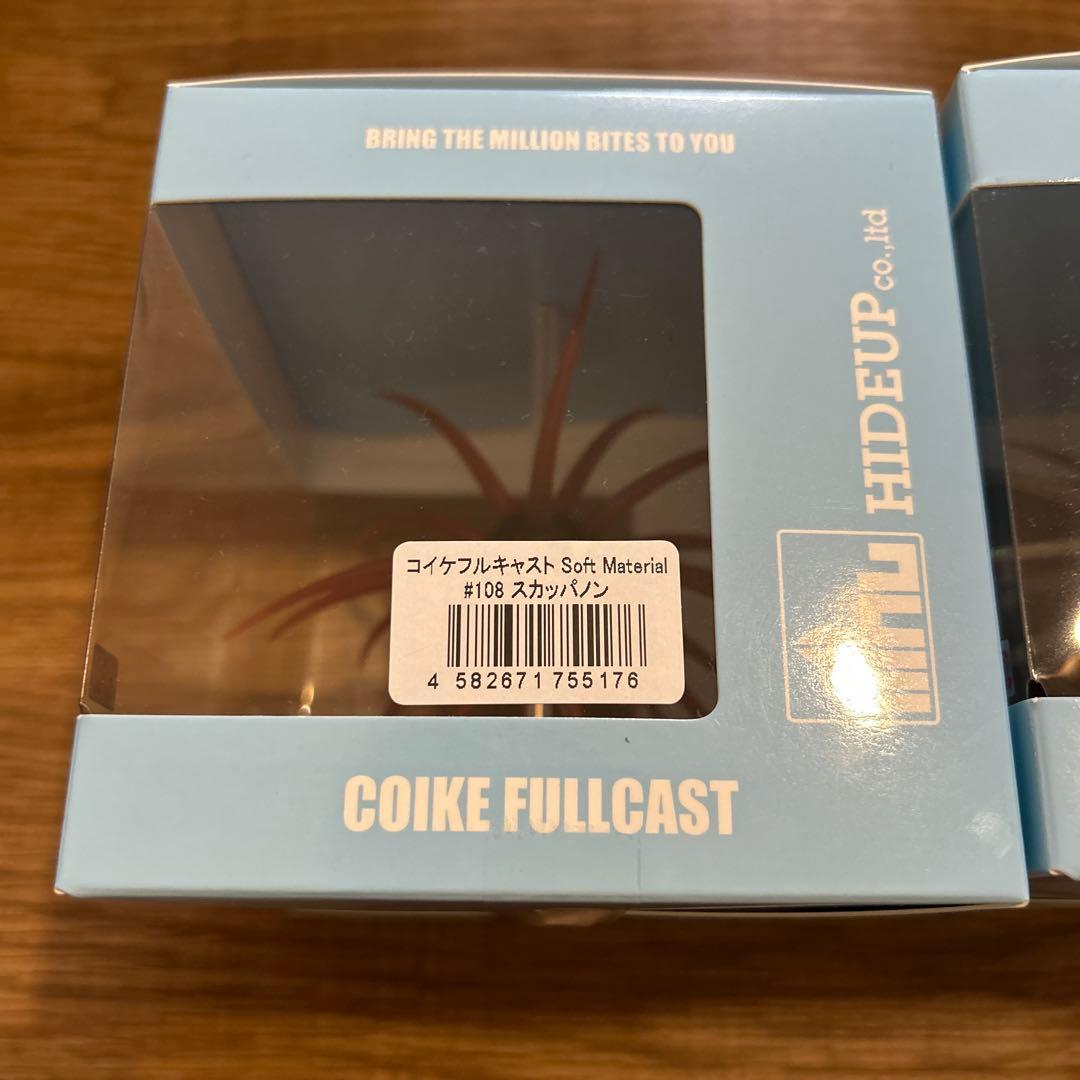 BRING THE MILLION BITES TO YOU
HIDEUP co.,ltd
コイケフルキャスト Soft Material
#108 スカッパノン
4 582671 755176
COIKE FULLCAST